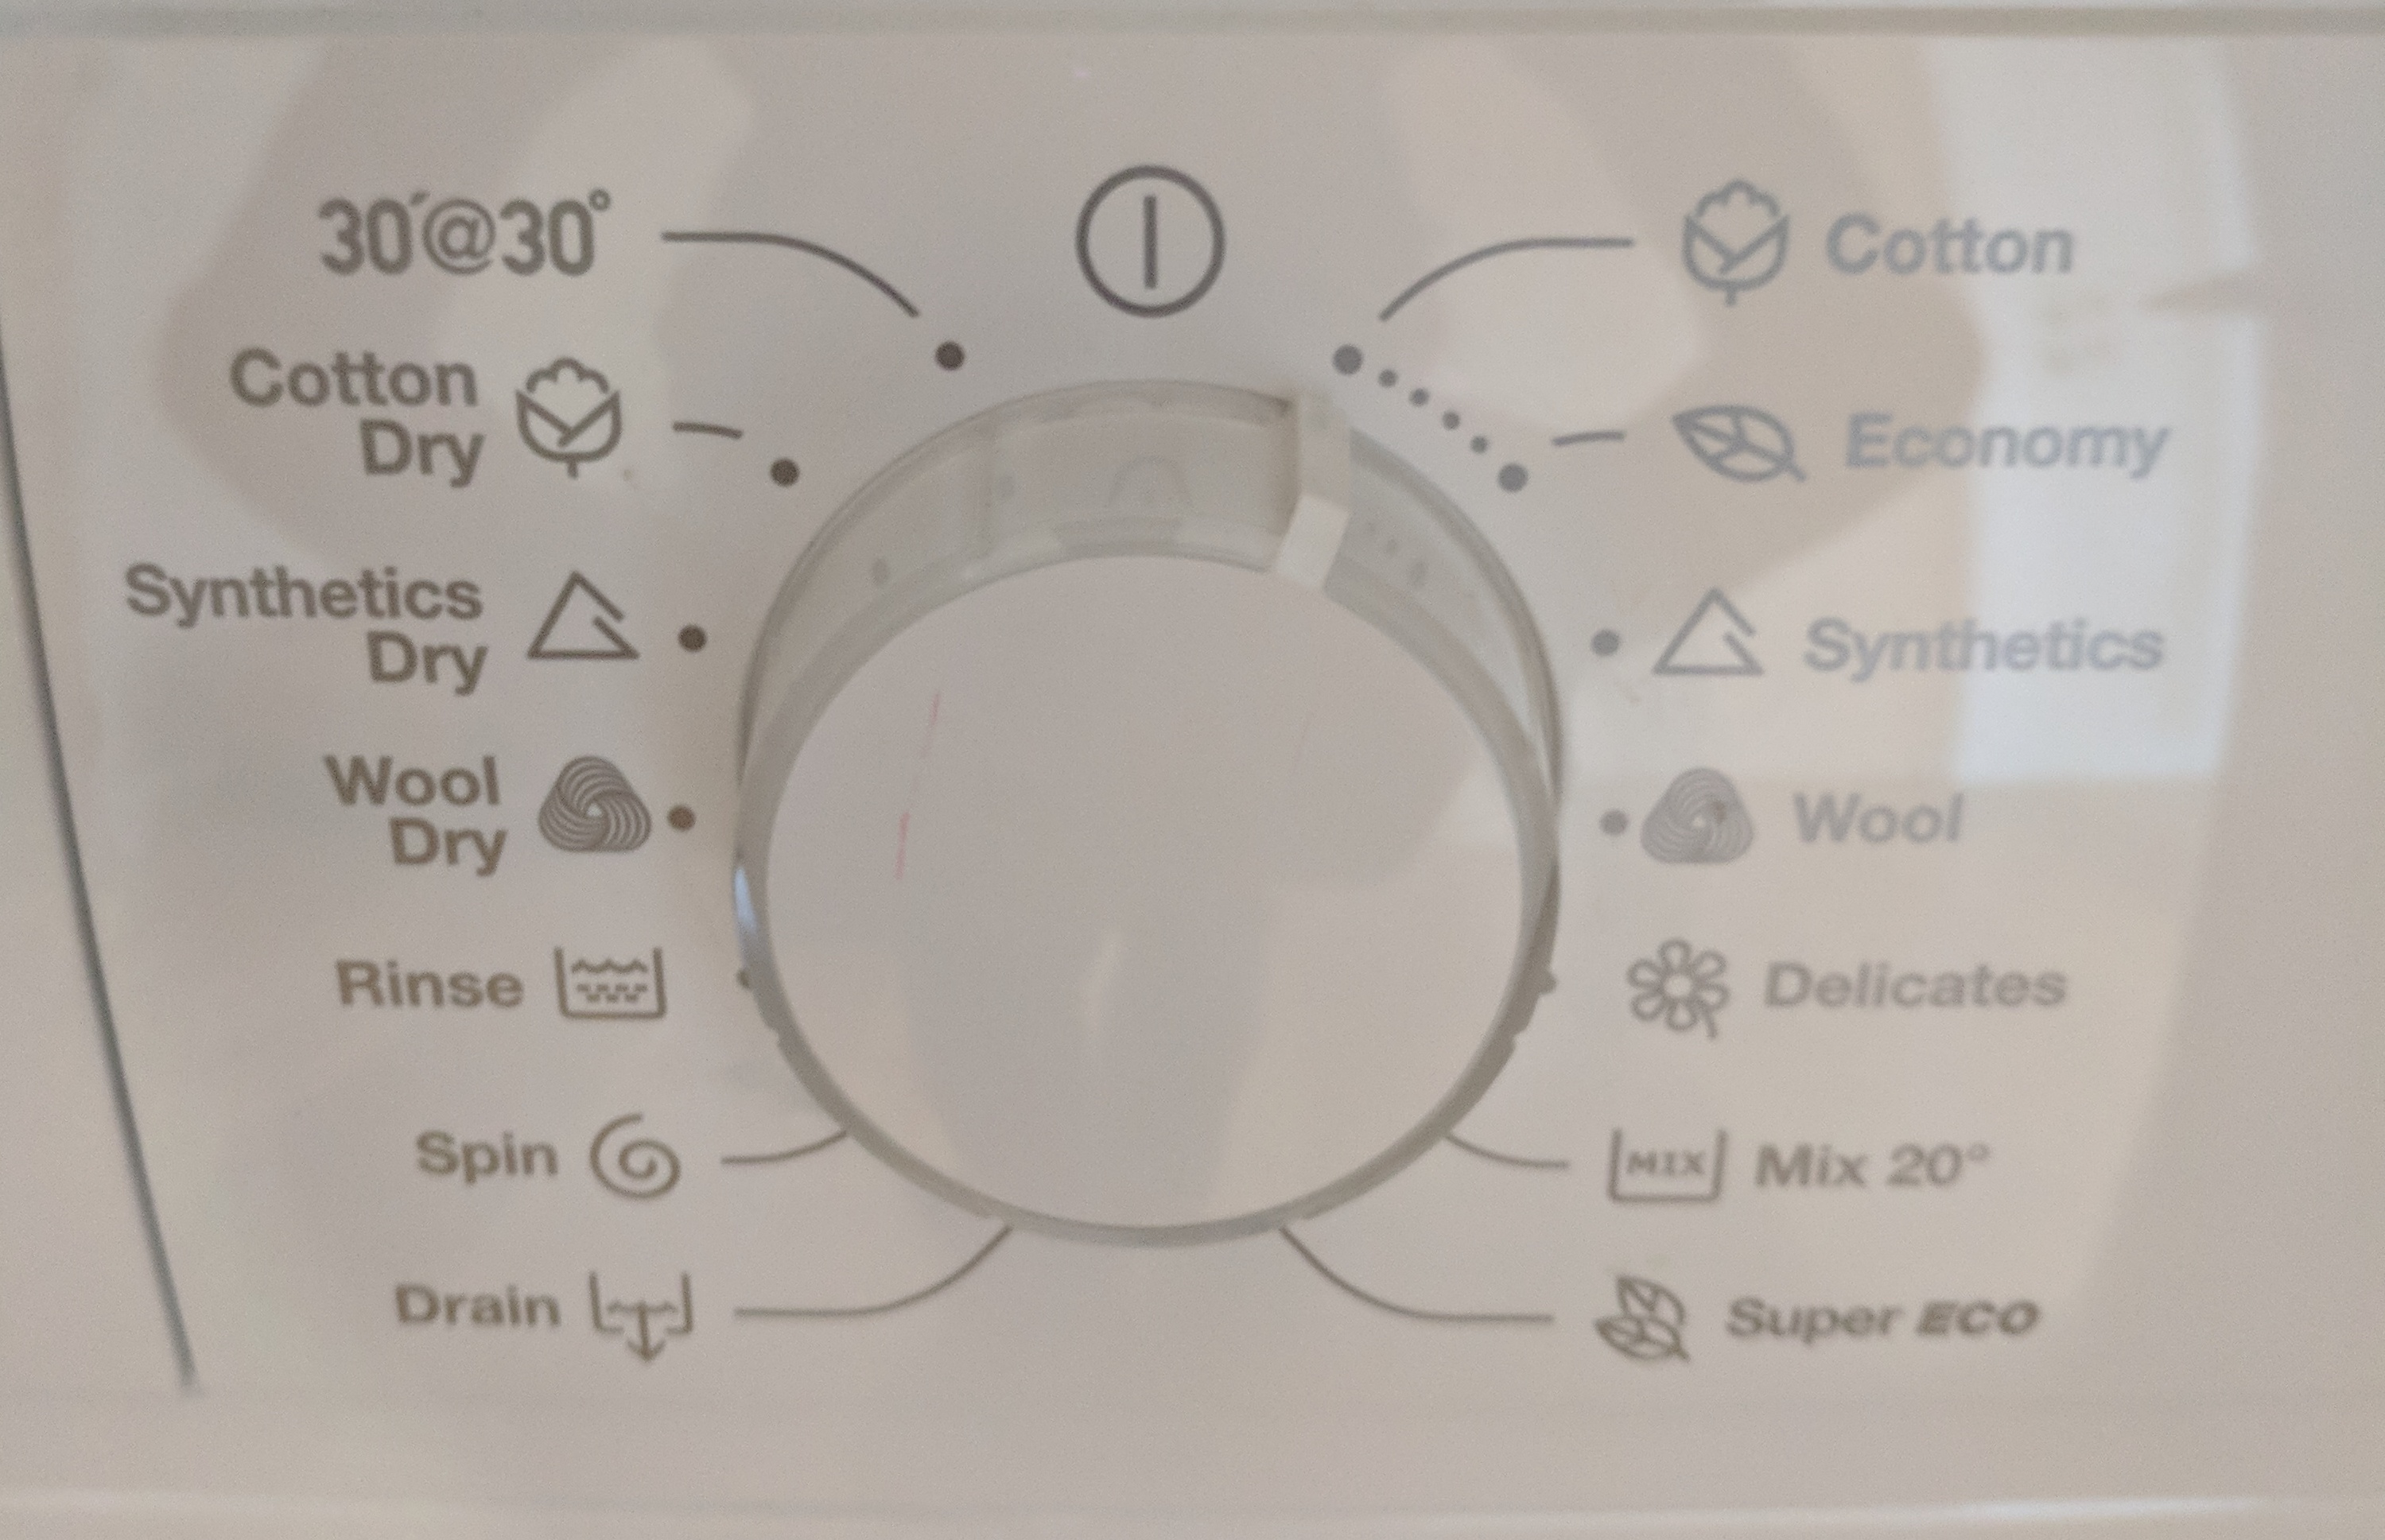 30´@30°
Cotton
Dry
Synthetics
Dry
Wool
Dry
Rinse
Spin
Drain
Cotton
Economy
Synthetics
Wool
Delicates
MIX Mix 20°
Super ECO